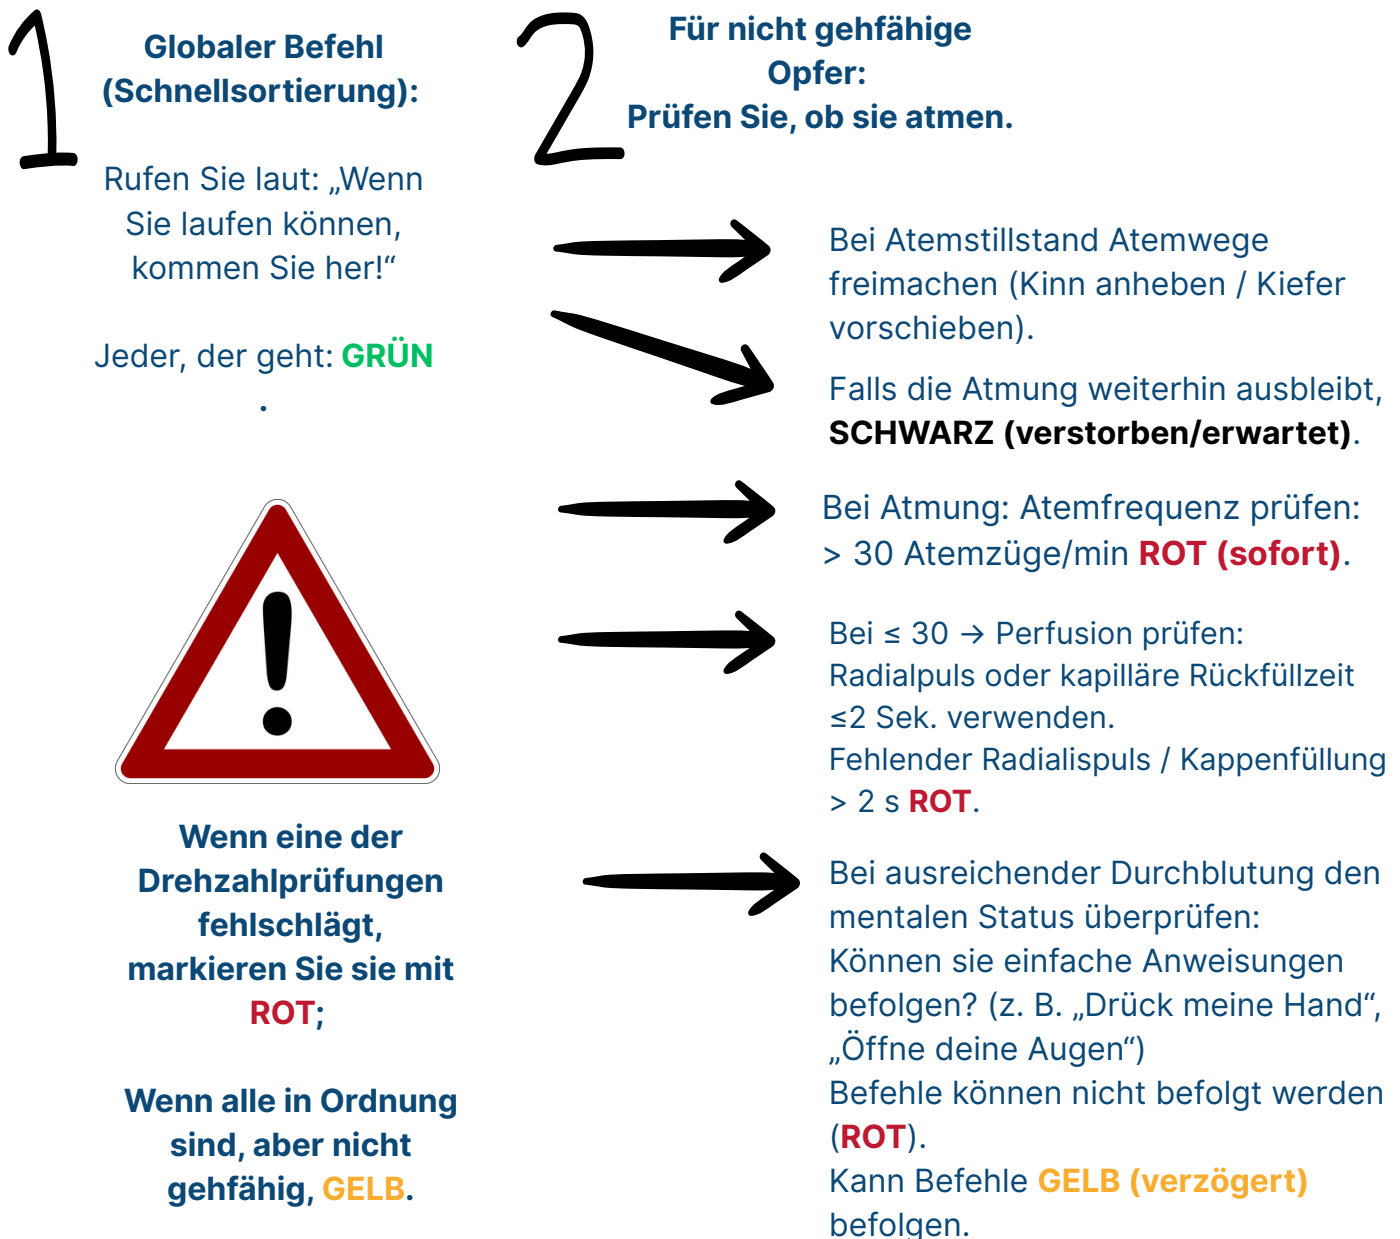 1
Globaler Befehl
(Schnellsortierung):
Rufen Sie laut: „Wenn
Sie laufen können,
kommen Sie her!“
Jeder, der geht: GRÜN
.
Wenn eine der
Drehzahlprüfungen
fehlschlägt,
markieren Sie sie mit
ROT;
Wenn alle in Ordnung
sind, aber nicht
gehfähig, GELB.
2
Für nicht gehfähige
Opfer:
Prüfen Sie, ob sie atmen.
Bei Atemstillstand Atemwege
freimachen (Kinn anheben / Kiefer
vorschieben).
Falls die Atmung weiterhin ausbleibt,
SCHWARZ (verstorben/erwartet).
Bei Atmung: Atemfrequenz prüfen:
> 30 Atemzüge/min ROT (sofort).
Bei ≤ 30 → Perfusion prüfen:
Radialpuls oder kapilläre Rückfüllzeit
≤2 Sek. verwenden.
Fehlender Radialispuls / Kappenfüllung
> 2 s ROT.
Bei ausreichender Durchblutung den
mentalen Status überprüfen:
Können sie einfache Anweisungen
befolgen? (z. B. „Drück meine Hand“,
„Öffne deine Augen“)
Befehle können nicht befolgt werden
(ROT).
Kann Befehle GELB (verzögert)
befolgen.